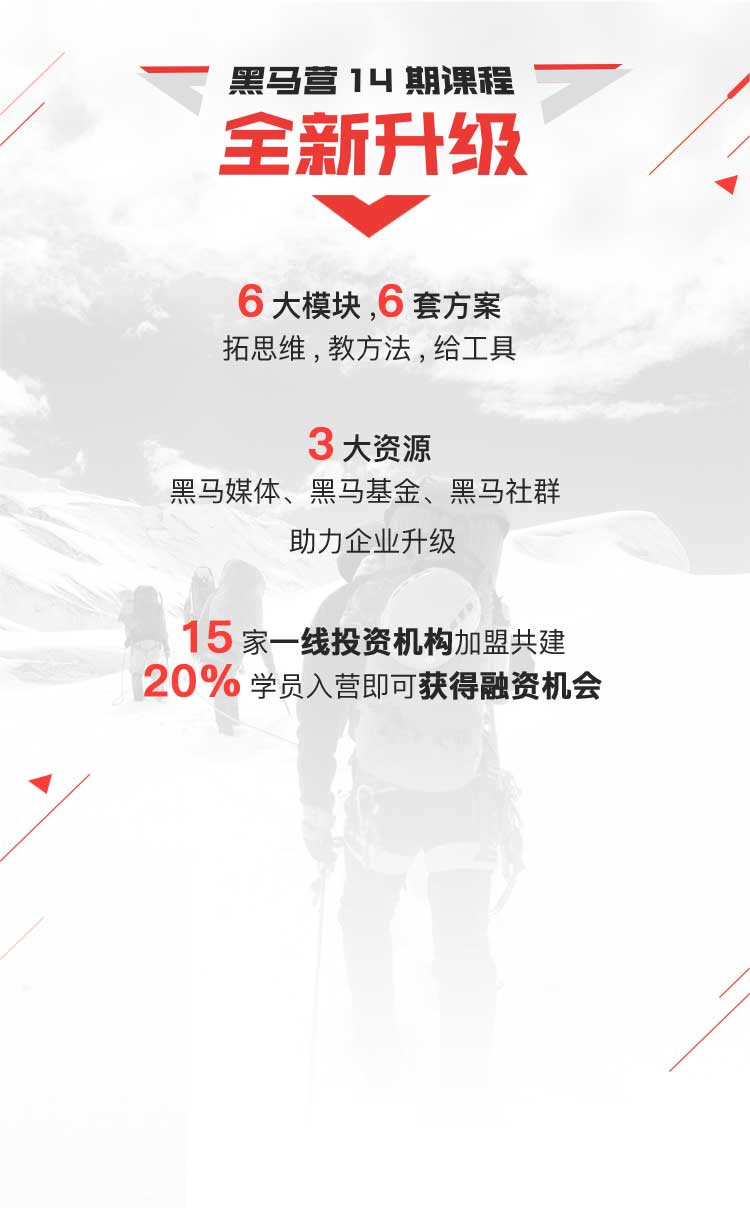 黑马营 14 期课程
全新升级
6 大模块 ,6 套方案
拓思维 , 教方法 , 给工具
3 大资源
黑马媒体、黑马基金、黑马社群
助力企业升级
15 家一线投资机构加盟共建
20% 学员入营即可获得融资机会